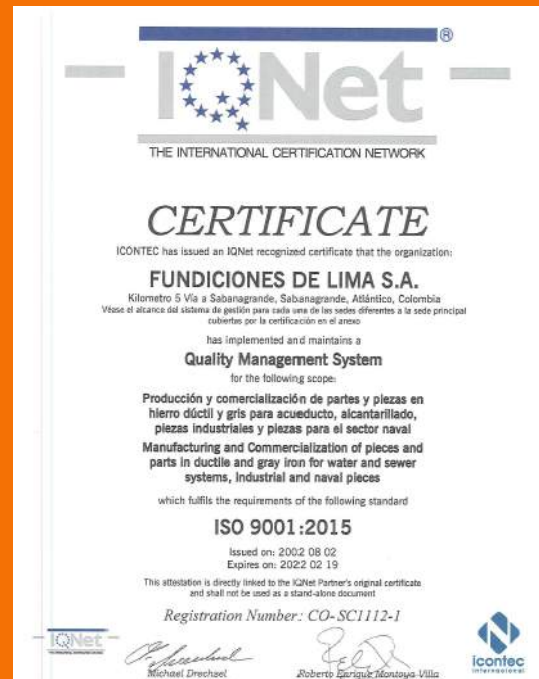 IQNet ®
THE INTERNATIONAL CERTIFICATION NETWORK
CERTIFICATE
ICONTEC has issued an IQNet recognized certificate that the organization:
FUNDICIONES DE LIMA S.A.
Kilometro 5 Vía a Sabanagrande, Sabanagrande, Atlántico, Colombia
Véase el alcance del sistema de gestión para cada una de las sedes diferentes a la sede principal
cubiertas por la certificación en el anexo
has implemented and maintains a
Quality Management System
for the following scope:
Producción y comercialización de partes y piezas en
hierro dúctil y gris para acueducto, alcantarillado,
piezas industriales y piezas para el sector naval
Manufacturing and Commercialization of pieces and
parts in ductile and gray iron for water and sewer
systems, industrial and naval pieces
which fulfils the requirements of the following standard
ISO 9001:2015
Issued on: 2002 08 02
Expires on: 2022 02 19
This attestation is directly linked to the IQNet Partner's original certificate
and shall not be used as a stand-alone document
Registration Number: CO-SC1112-1
IQNet
Michael Drechsel
Roberto Enrique Montoya Villa
icontec
internacional